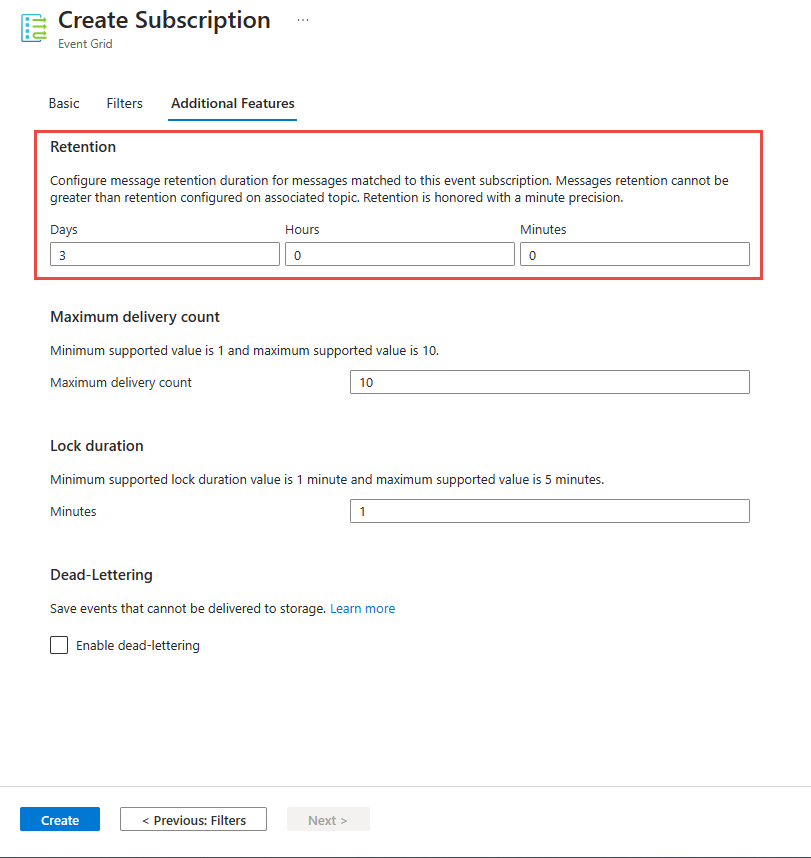 Create Subscription ...
Event Grid
Basic Filters Additional Features
Retention
Configure message retention duration for messages matched to this event subscription. Messages retention cannot be
greater than retention configured on associated topic. Retention is honored with a minute precision.
Days Hours Minutes
3 0 0
Maximum delivery count
Minimum supported value is 1 and maximum supported value is 10.
Maximum delivery count 10
Lock duration
Minimum supported lock duration value is 1 minute and maximum supported value is 5 minutes.
Minutes 1
Dead-Lettering
Save events that cannot be delivered to storage. Learn more
Enable dead-lettering
Create < Previous: Filters Next >